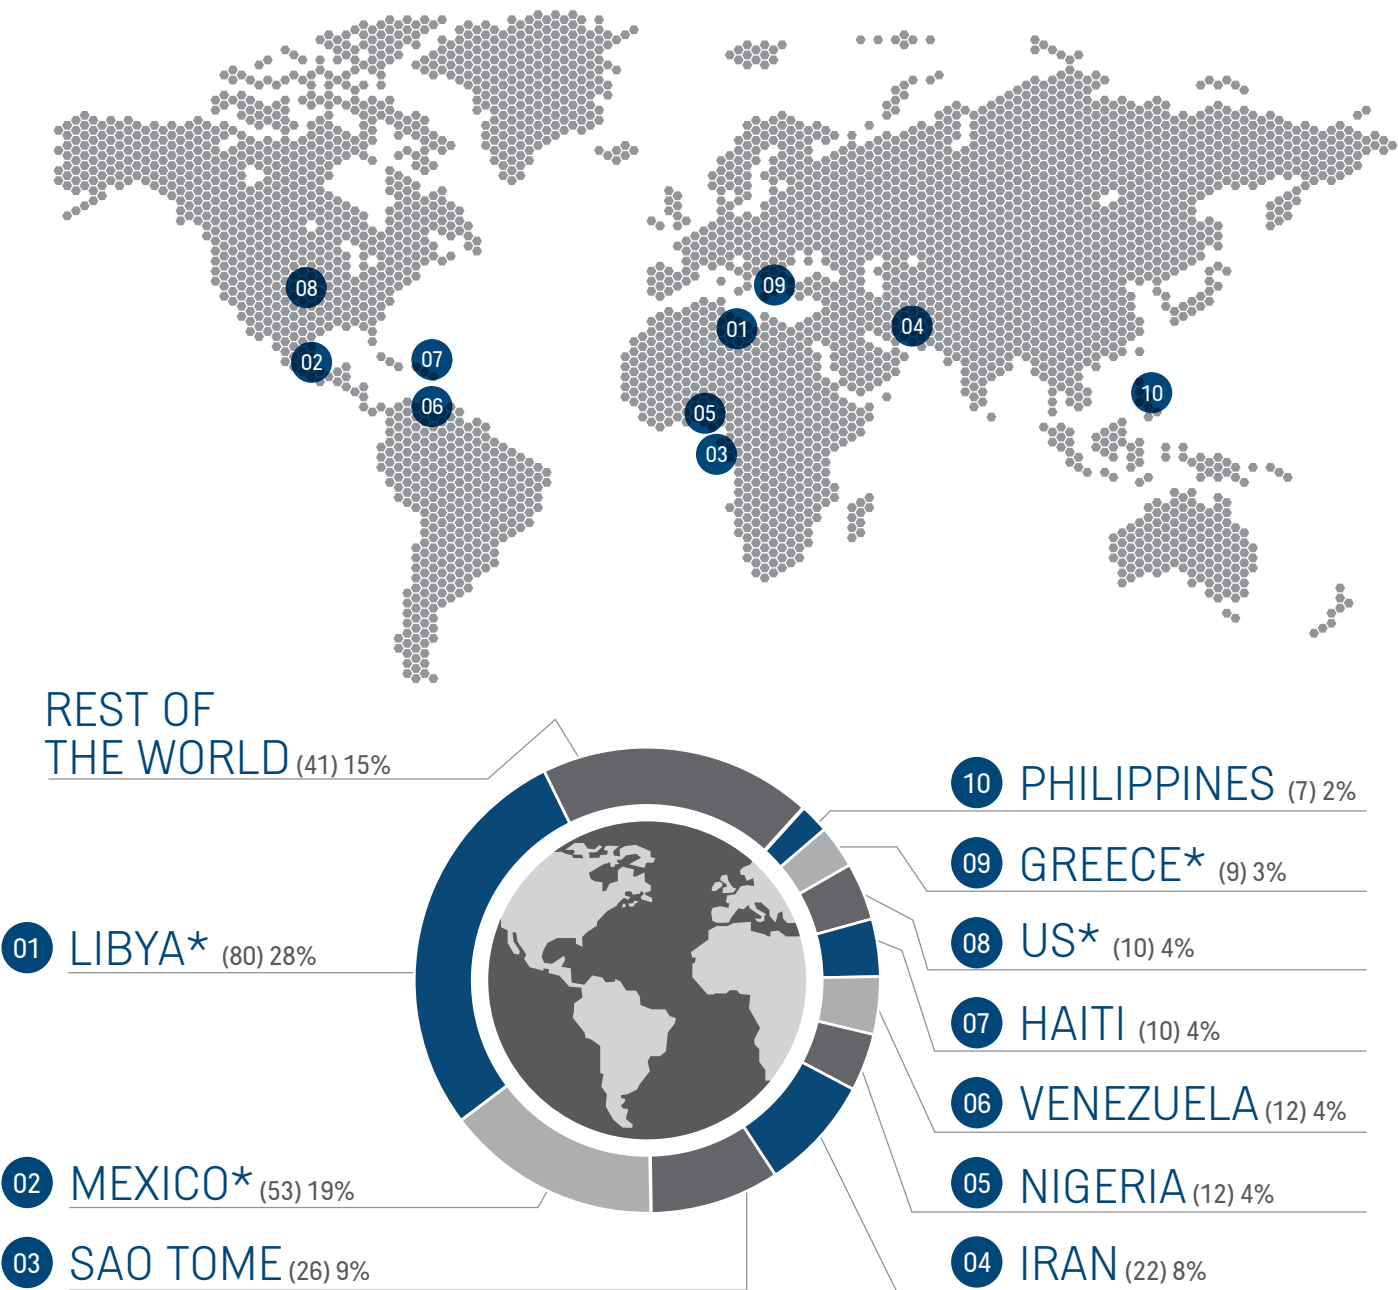 08
09
01
04
02
07
06
10
05
03
REST OF
THE WORLD (41) 15%
01 LIBYA* (80) 28%
02 MEXICO* (53) 19%
03 SAO TOME (26) 9%
10 PHILIPPINES (7) 2%
09 GREECE* (9) 3%
08 US* (10) 4%
07 HAITI (10) 4%
06 VENEZUELA (12) 4%
05 NIGERIA (12) 4%
04 IRAN (22) 8%